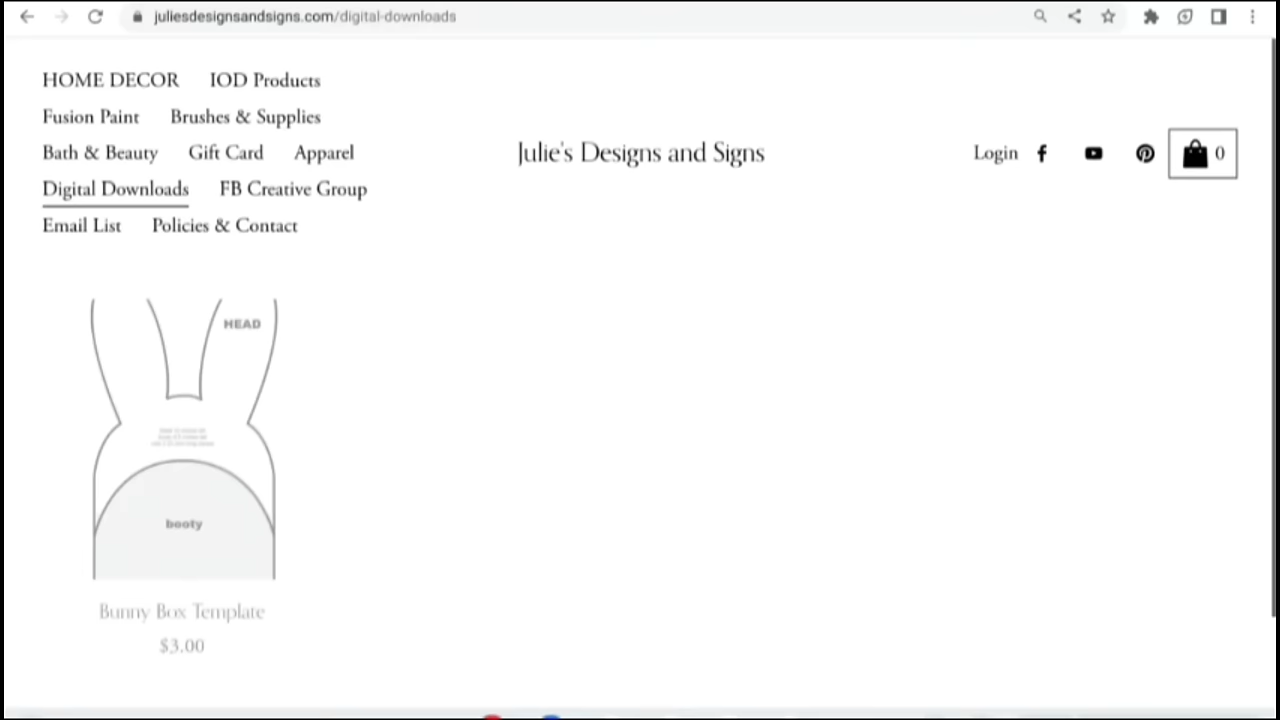 juliesdesignsandsigns.com/digital-downloads
HOME DECOR IOD Products
Fusion Paint Brushes & Supplies
Bath & Beauty Gift Card Apparel
Digital Downloads FB Creative Group
Email List Policies & Contact
Julie's Designs and Signs
Login
0
HEAD
booty
Bunny Box Template
$3.00